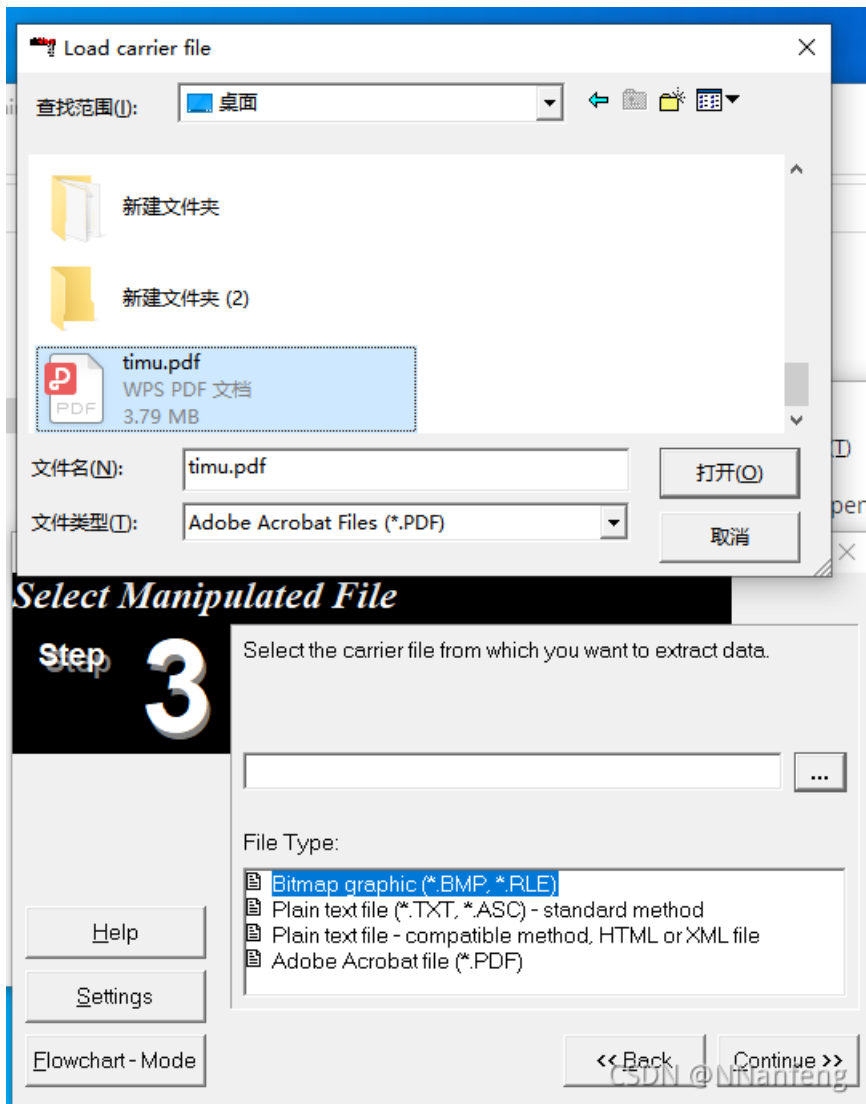 Load carrier file
查找范围(I):
桌面
新建文件夹
新建文件夹 (2)
timu.pdf
WPS PDF 文档
3.79 MB
PDF
文件名(N):
timu.pdf
打开(O)
文件类型(T):
Adobe Acrobat Files (*.PDF)
取消
(T)
per
Select Manipulated File
Step 3
Select the carrier file from which you want to extract data.
...
File Type:
Bitmap graphic (*.BMP, *.RLE)
Plain text file (*.TXT, *.ASC) - standard method
Plain text file - compatible method, HTML or XML file
Adobe Acrobat file (*.PDF)
Help
Settings
Flowchart - Mode
<< Back
Continue >>
CSDN @NNanfeng